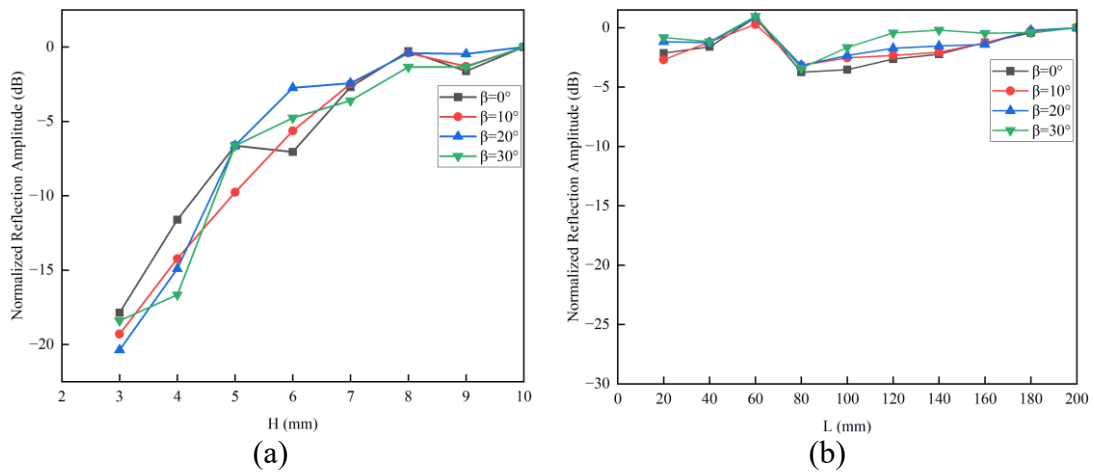 0
−5
−10
−15
−20
2 3 4 5 6 7 8 9 10
Normalized Reflection Amplitude (dB)
H (mm)
β=0°
β=10°
β=20°
β=30°
(a)
0
−5
−10
−15
−20
−25
−30
0 20 40 60 80 100 120 140 160 180 200
Normalized Reflection Amplitude (dB)
L (mm)
β=0°
β=10°
β=20°
β=30°
(b)